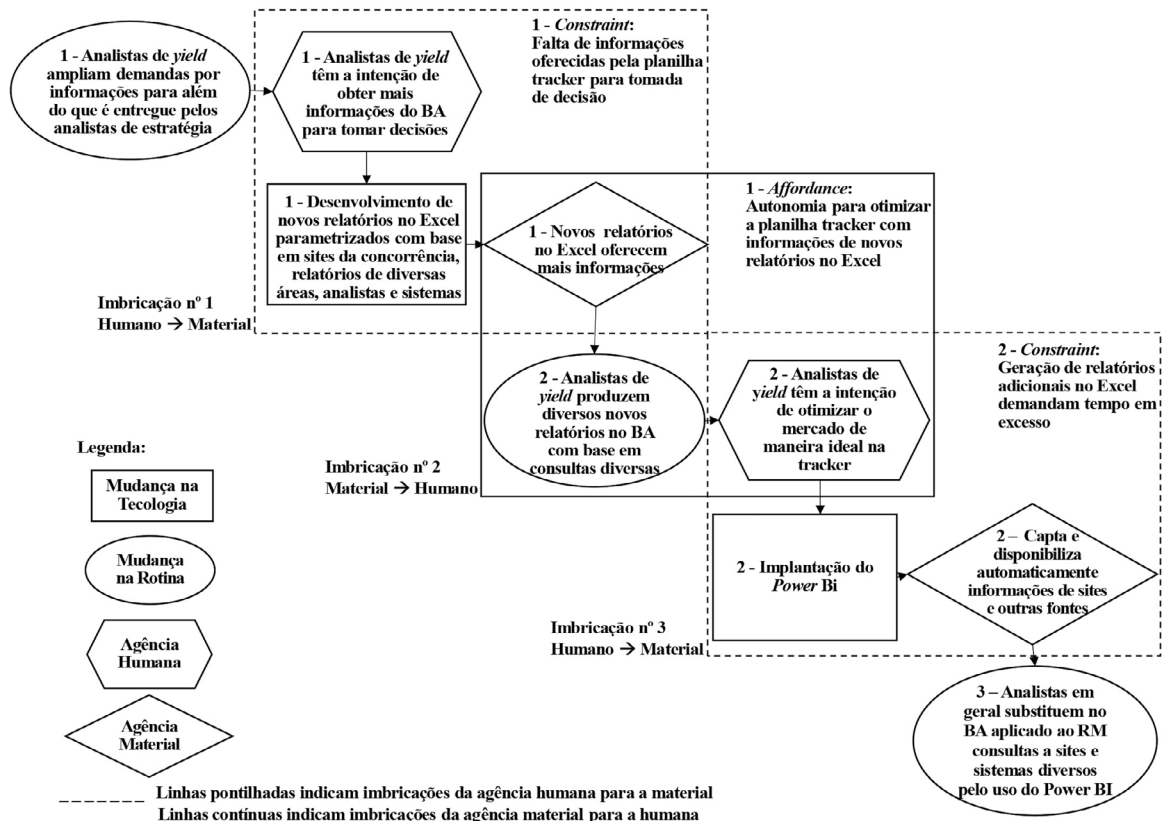 1 - Analistas de yield
ampliam demandas por
informações para além
do que é entregue pelos
analistas de estratégia
1 - Analistas de yield
têm a intenção de
obter mais
informações do BA
para tomar decisões
1 - Constraint:
Falta de informações
oferecidas pela planilha
tracker para tomada
de decisão
1 - Desenvolvimento de
novos relatórios no Excel
parametrizados com base
em sites da concorrência,
relatórios de diversas
áreas, analistas e sistemas
1 - Novos relatórios
no Excel oferecem
mais informações
1 - Affordance:
Autonomia para otimizar
a planilha tracker com
informações de novos
relatórios no Excel
Imbricação nº 1
Humano → Material
2 - Analistas de
yield produzem
diversos novos
relatórios no BA
com base em
consultas diversas
2 - Analistas de
yield têm a intenção
de otimizar o
mercado de
maneira ideal na
tracker
2 - Constraint:
Geração de relatórios
adicionais no Excel
demandam tempo em
excesso
Imbricação nº 2
Material → Humano
2 - Implantação do
Power Bi
2 – Capta e
disponibiliza
automaticamente
informações de sites
e outras fontes
Imbricação nº 3
Humano → Material
3 – Analistas em
geral substituem no
BA aplicado ao RM
consultas a sites e
sistemas diversos
pelo uso do Power BI
Legenda:
Mudança na
Tecologia
Mudança
na Rotina
Agência
Humana
Agência
Material
Linhas pontilhadas indicam imbricações da agência humana para a material
Linhas contínuas indicam imbricações da agência material para a humana